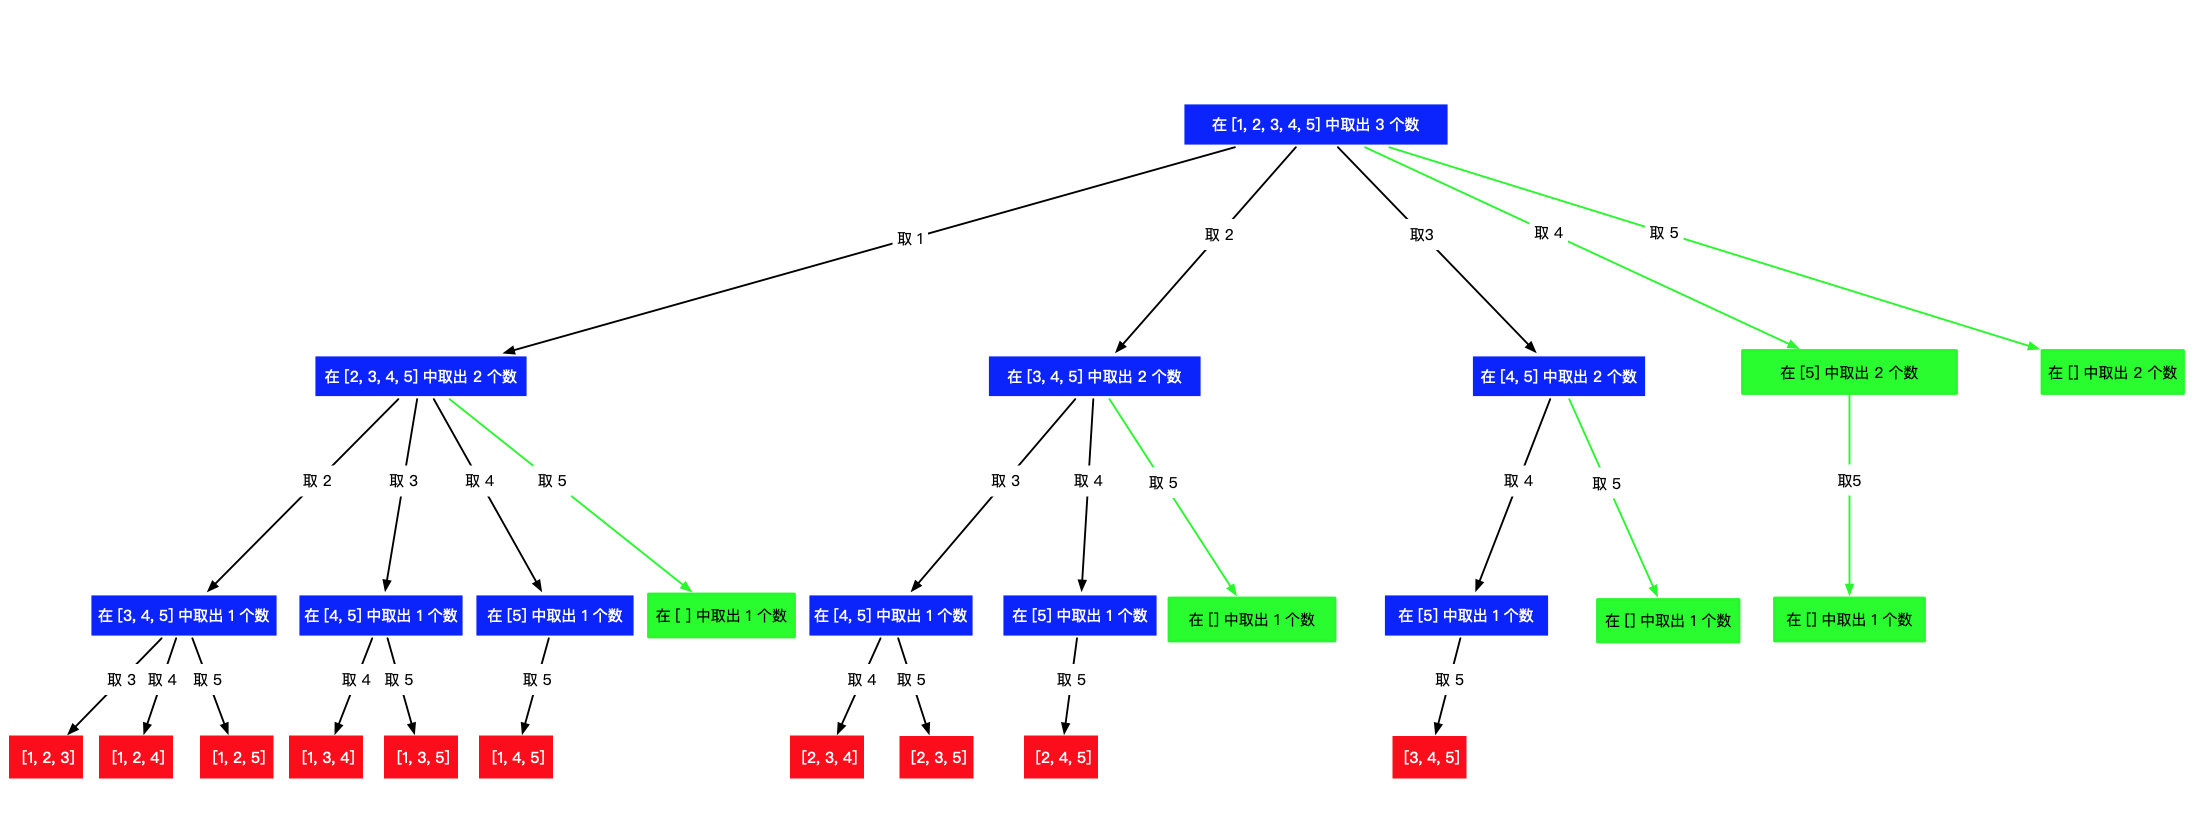 在 [1, 2, 3, 4, 5] 中取出 3 个数
取 1
取 2
取3
取 4
取 5
在 [2, 3, 4, 5] 中取出 2 个数
在 [3, 4, 5] 中取出 2 个数
在 [4, 5] 中取出 2 个数
在 [5] 中取出 2 个数
在 [] 中取出 2 个数
取 2
取 3
取 4
取 5
取 3
取 4
取 5
取 4
取 5
取5
在 [3, 4, 5] 中取出 1 个数
在 [4, 5] 中取出 1 个数
在 [5] 中取出 1 个数
在 [ ] 中取出 1 个数
在 [4, 5] 中取出 1 个数
在 [5] 中取出 1 个数
在 [] 中取出 1 个数
在 [5] 中取出 1 个数
在 [] 中取出 1 个数
在 [] 中取出 1 个数
取 3
取 4
取 5
取 4
取 5
取 5
取 4
取 5
取 5
取 5
[1, 2, 3]
[1, 2, 4]
[1, 2, 5]
[1, 3, 4]
[1, 3, 5]
[1, 4, 5]
[2, 3, 4]
[2, 3, 5]
[2, 4, 5]
[3, 4, 5]